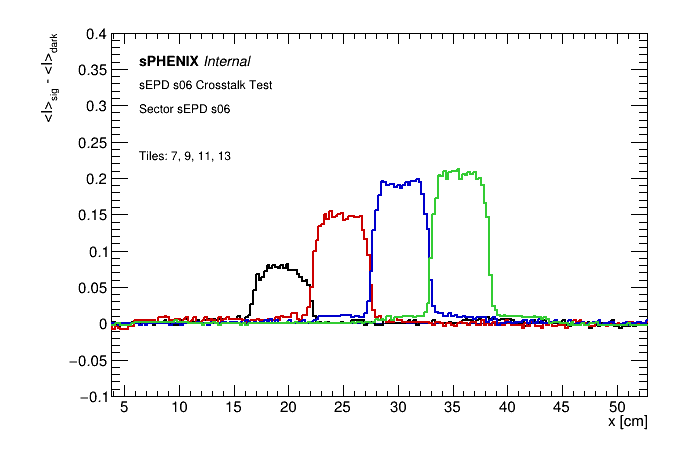 <I>sig - <I>dark
0.4
0.35
0.3
0.25
0.2
0.15
0.1
0.05
0
−0.05
−0.1
sPHENIX Internal
sEPD s06 Crosstalk Test
Sector sEPD s06
Tiles: 7, 9, 11, 13
5 10 15 20 25 30 35 40 45 50
x [cm]